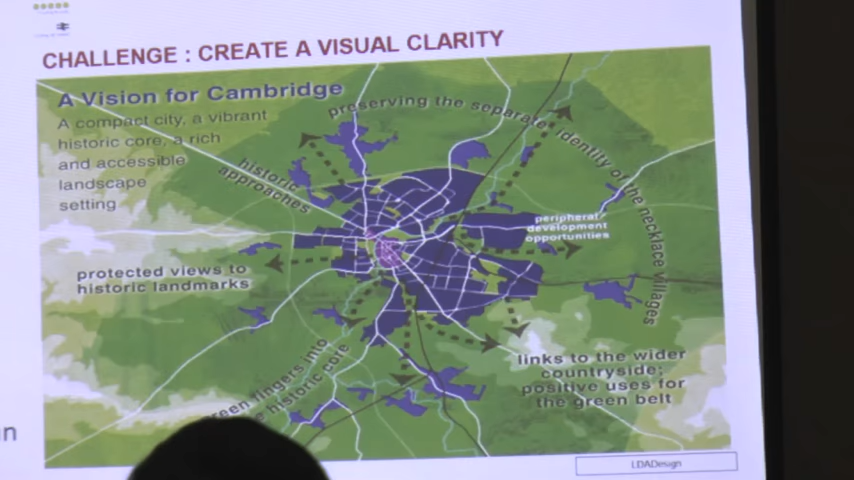 CHALLENGE : CREATE A VISUAL CLARITY
A Vision for Cambridge
A compact city, a vibrant
historic core, a rich
and accessible
landscape
setting
preserving the separate identity of the necklace villages
historic
approaches
peripheral
development
opportunities
protected views to
historic landmarks
green fingers into
historic core
links to the wider
countryside;
positive uses for
the green belt
LDADesign